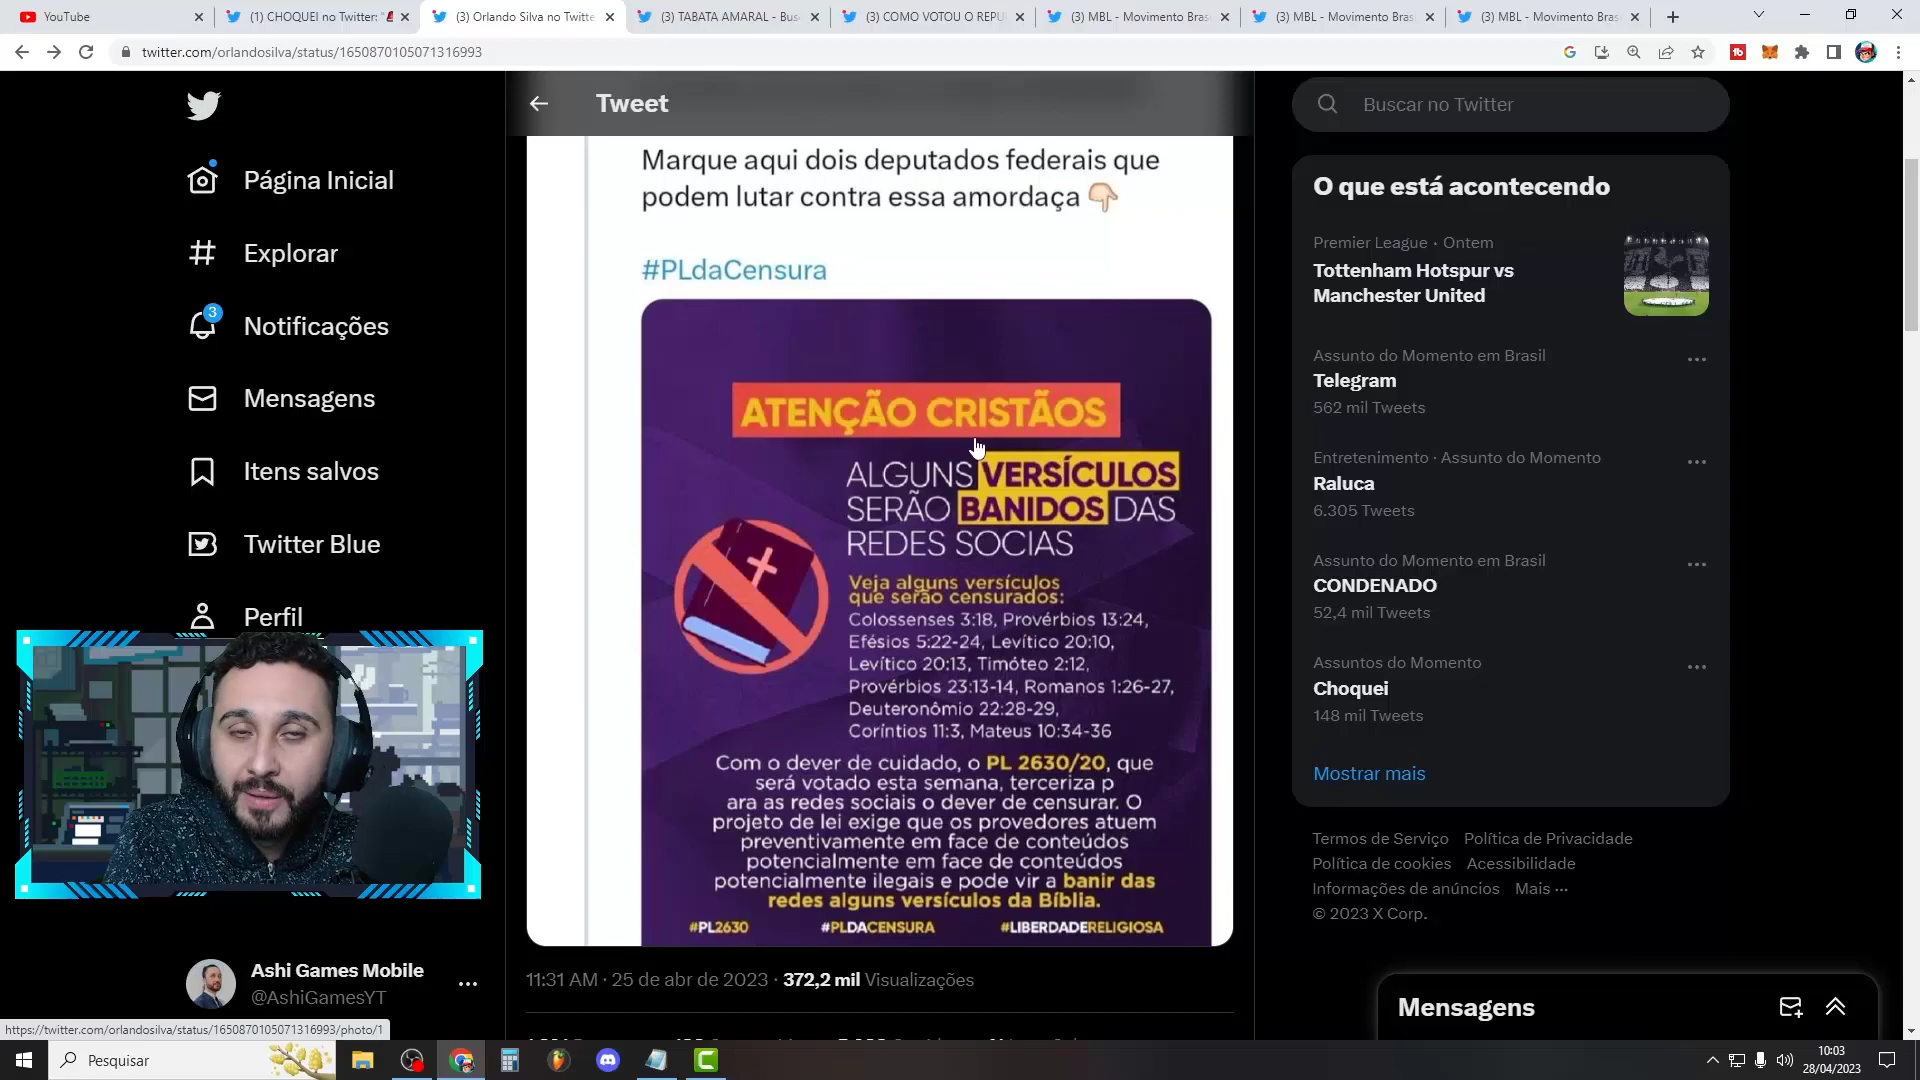 YouTube
(1) CHOQUEI no Twitter: "
(3) Orlando Silva no Twitte
(3) TABATA AMARAL - Bus
(3) COMO VOTOU O REPU
(3) MBL - Movimento Bras
(3) MBL - Movimento Bras
(3) MBL - Movimento Bras
twitter.com/orlandosilva/status/1650870105071316993
Tweet
Buscar no Twitter
Página Inicial
Explorar
3
Notificações
Mensagens
Itens salvos
Twitter Blue
Perfil
Marque aqui dois deputados federais que
podem lutar contra essa amordaça
#PLdaCensura
ATENÇÃO CRISTÃOS
ALGUNS VERSÍCULOS
SERÃO BANIDOS DAS
REDES SOCIAS
Veja alguns versículos
que serão censurados:
Colossenses 3:18, Provérbios 13:24,
Efésios 5:22-24, Levítico 20:10,
Levítico 20:13, Timóteo 2:12,
Provérbios 23:13-14, Romanos 1:26-27,
Deuteronômio 22:28-29,
Coríntios 11:3, Mateus 10:34-36
Com o dever de cuidado, o PL 2630/20, que
será votado esta semana, terceriza p
ara as redes sociais o dever de censurar. O
projeto de lei exige que os provedores atuem
preventivamente em face de conteúdos
potencialmente em face de conteúdos
potencialmente ilegais e pode vir a banir das
redes alguns versículos da Bíblia.
#PL2630 #PLDACENSURA #LIBERDADERELIGIOSA
11:31 AM · 25 de abr de 2023 · 372,2 mil Visualizações
O que está acontecendo
Premier League · Ontem
Tottenham Hotspur vs
Manchester United
Assunto do Momento em Brasil
Telegram
562 mil Tweets
Entretenimento · Assunto do Momento
Raluca
6.305 Tweets
Assunto do Momento em Brasil
CONDENADO
52,4 mil Tweets
Assuntos do Momento
Choquei
148 mil Tweets
Mostrar mais
Termos de Serviço Política de Privacidade
Política de cookies Acessibilidade
Informações de anúncios Mais ···
© 2023 X Corp.
Mensagens
Ashi Games Mobile
@AshiGamesYT
https://twitter.com/orlandosilva/status/1650870105071316993/photo/1
Pesquisar
10:03
28/04/2023